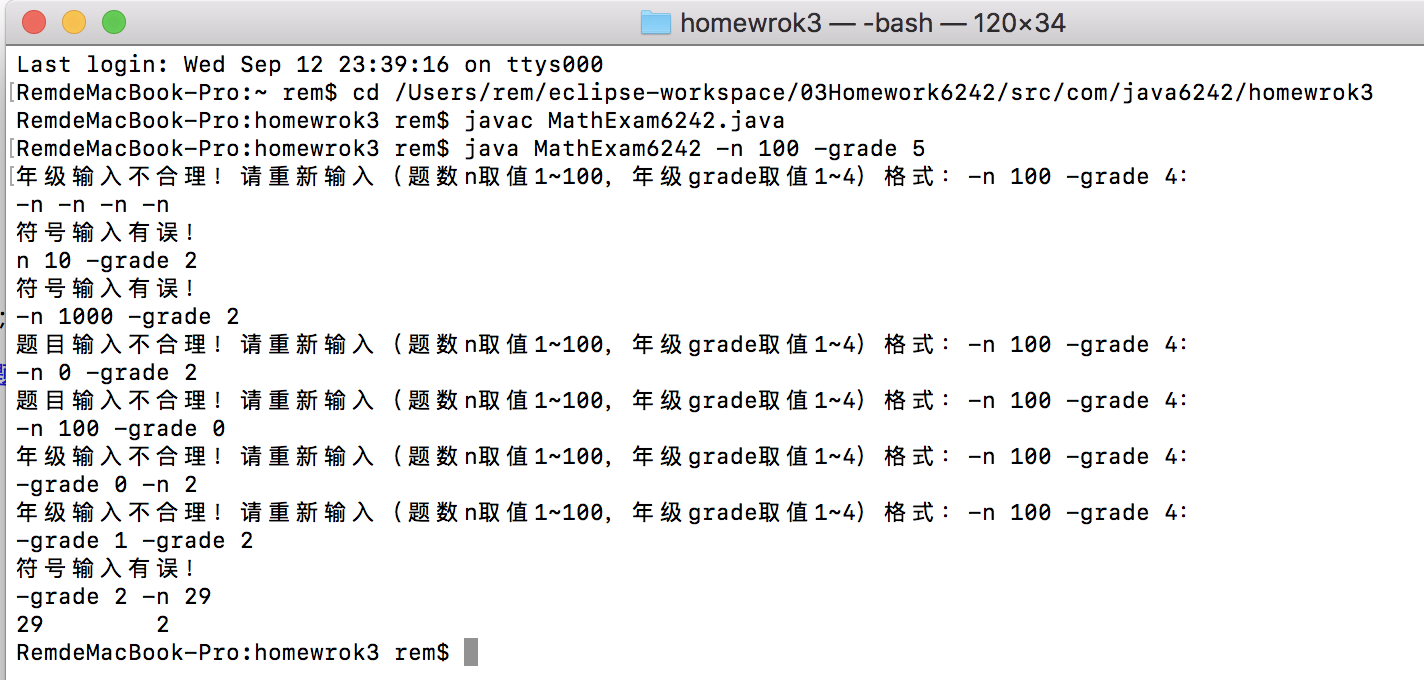 homewrok3 — -bash — 120×34
Last login: Wed Sep 12 23:39:16 on ttys000
[RemdeMacBook-Pro:~ rem$ cd /Users/rem/eclipse-workspace/03Homework6242/src/com/java6242/homewrok3
RemdeMacBook-Pro:homewrok3 rem$ javac MathExam6242.java
[RemdeMacBook-Pro:homewrok3 rem$ java MathExam6242 -n 100 -grade 5
[年级输入不合理！请重新输入（题数n取值1~100，年级grade取值1~4）格式：-n 100 -grade 4：
-n -n -n -n
符号输入有误！
n 10 -grade 2
符号输入有误！
-n 1000 -grade 2
题目输入不合理！请重新输入（题数n取值1~100，年级grade取值1~4）格式：-n 100 -grade 4：
-n 0 -grade 2
题目输入不合理！请重新输入（题数n取值1~100，年级grade取值1~4）格式：-n 100 -grade 4：
-n 100 -grade 0
年级输入不合理！请重新输入（题数n取值1~100，年级grade取值1~4）格式：-n 100 -grade 4：
-grade 0 -n 2
年级输入不合理！请重新输入（题数n取值1~100，年级grade取值1~4）格式：-n 100 -grade 4：
-grade 1 -grade 2
符号输入有误！
-grade 2 -n 29
29        2
RemdeMacBook-Pro:homewrok3 rem$